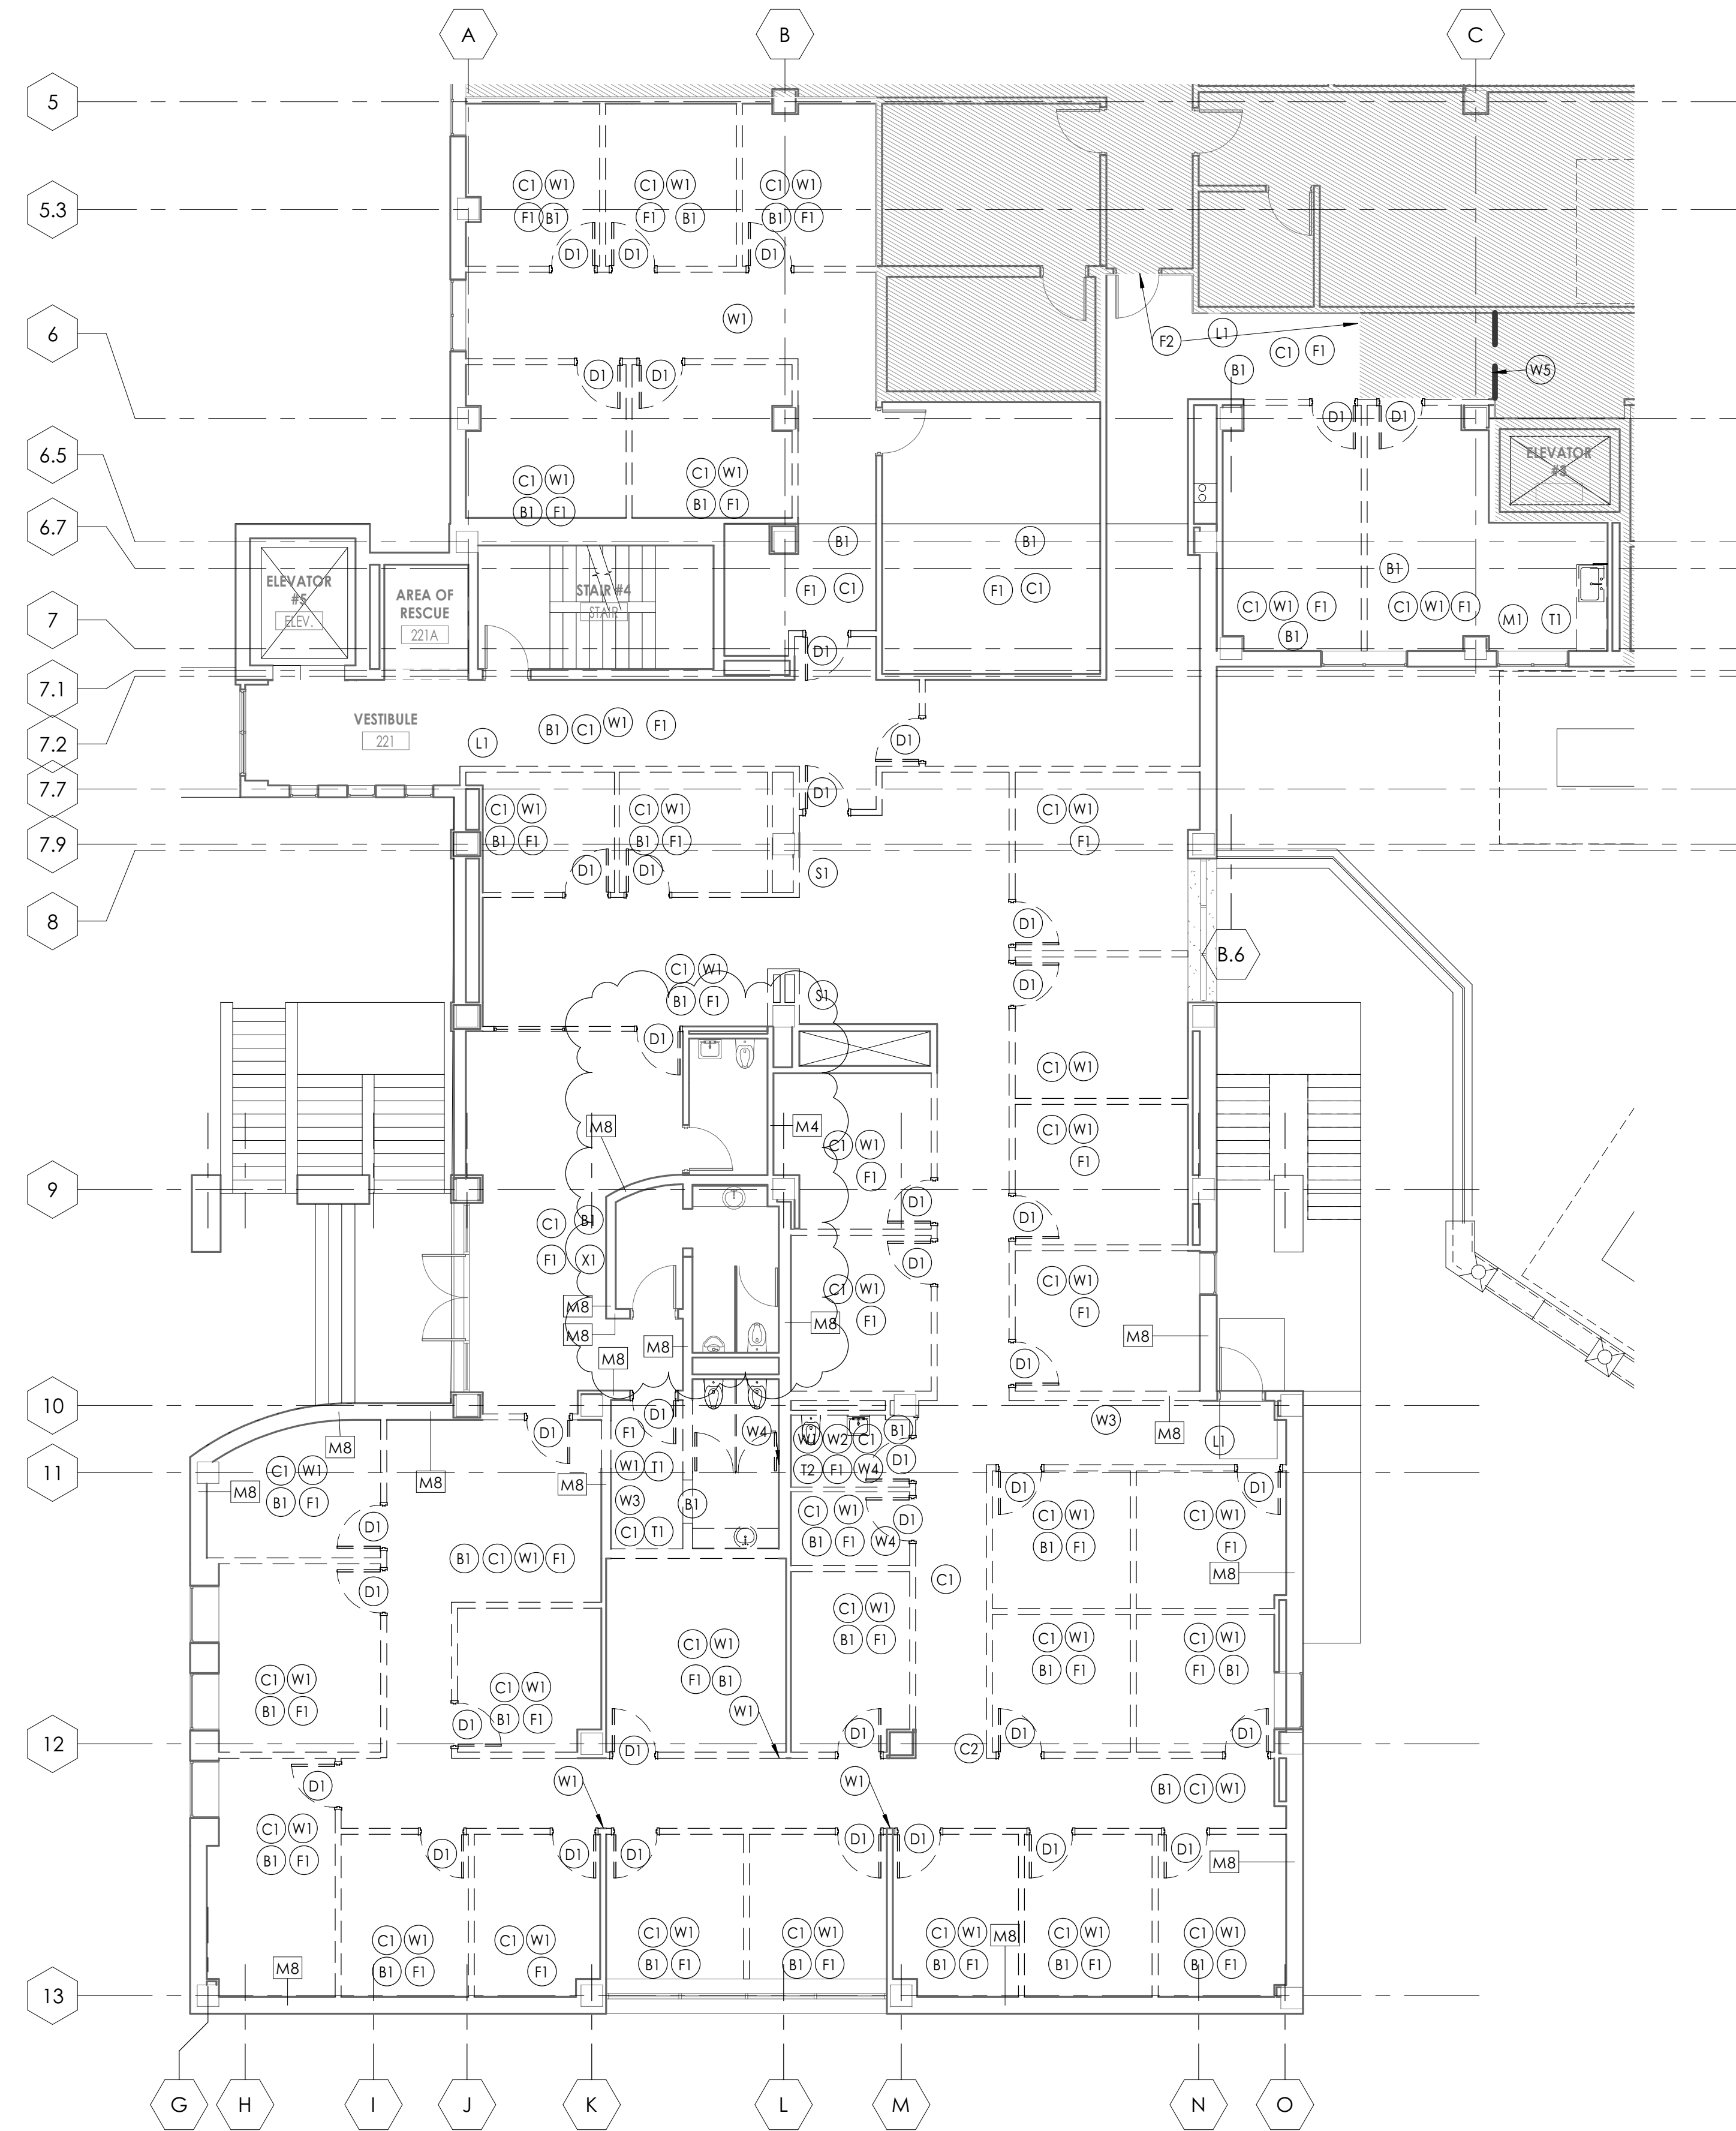 A B C
5
C1 W1 C1 W1 C1 W1
5.3
F1 B1 F1 B1 B1 F1
D1 D1 D1
6
W1
F2 L1
C1 F1
D1 D1 B1 W5
D1 D1
6.5
ELEVATOR
#8
C1 W1 C1 W1
B1 F1 B1 F1
6.7
B1 B1
B1
ELEVATOR
#5
ELEV.
AREA OF
RESCUE
221A
STAIR #4
STAIR
F1 C1 F1 C1
C1 W1 F1 C1 W1 F1
B1
M1 T1
7
D1
7.1
VESTIBULE
221
L1 B1 C1 W1 F1
D1
7.2
7.7
D1
C1 W1 C1 W1 C1 W1
B1 F1 B1 F1 F1
7.9
D1 D1 S1
8
D1
B.6
C1 W1
B1 F1 S1
D1
D1
C1 W1
M8 M4
C1 W1 C1 W1
F1 F1
9
D1 D1
C1 B1
F1 X1
D1
C1 W1 C1 W1
F1 F1
M8
M8 M8 M8
M8
M8 D1
10
D1 D1
F1 W4 B1 W3 M8 L1
M8 C1 W1
W1 W2 C1
D1
11
W1 T1
T2 F1 W4
M8 M8 M8
D1 D1
B1 F1
W3 B1
C1 W1
D1
C1 W1 C1 W1
D1
C1 T1
B1 F1 W4
B1 F1 F1
B1 C1 W1 F1
M8
D1
C1
C1 W1
B1 F1
C1 W1 C1 W1 C1 W1
B1 F1 F1 B1
C1 W1 C1 W1
F1 B1
B1 F1 B1 F1
W1
12
D1 D1 D1 C2 D1 D1
D1 W1 W1 B1 C1 W1
C1 W1
B1 F1
D1 D1 D1 D1 D1 D1 D1
M8
C1 W1 C1 W1 C1 W1 C1 W1 C1 W1 C1 W1 C1 W1
M8
B1 F1 F1 B1 F1 B1 F1 B1 F1 B1 F1 B1 F1
M8
13
G H I J K L M N O